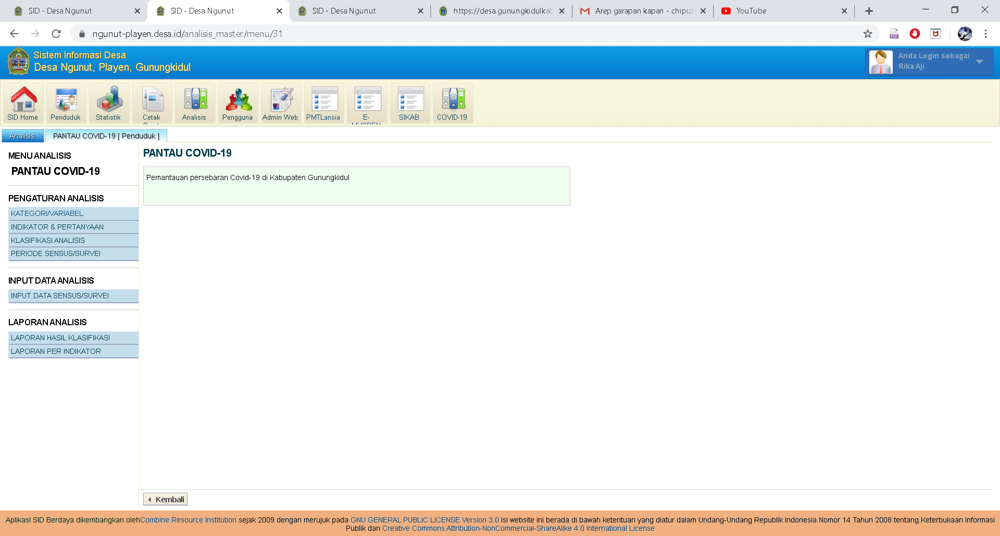 SID - Desa Ngunut
SID - Desa Ngunut
SID - Desa Ngunut
https://desa.gunungkidulkab
Arep garapan kapan - chipuz
YouTube
ngunut-playen.desa.id/analisis_master/menu/31
PDF
Sistem Informasi Desa
Desa Ngunut, Playen, Gunungkidul
Anda Login sebagai
Rika Aji
SID Home
Penduduk
Statistik
Cetak
Analisis
Pengguna
Admin Web
PMTLansia
E-
SIKAB
COVID-19
Analisis
PANTAU COVID-19 [ Penduduk ]
MENU ANALISIS
PANTAU COVID-19
PENGATURAN ANALISIS
KATEGORI/VARIABEL
INDIKATOR & PERTANYAAN
KLASIFIKASI ANALISIS
PERIODE SENSUS/SURVEI
INPUT DATA ANALISIS
INPUT DATA SENSUS/SURVEI
LAPORAN ANALISIS
LAPORAN HASIL KLASIFIKASI
LAPORAN PER INDIKATOR
PANTAU COVID-19
Pemantauan persebaran Covid-19 di Kabupaten Gunungkidul
Kembali
Aplikasi SID Berdaya dikembangkan olehCombine Resource Institution sejak 2009 dengan merujuk pada GNU GENERAL PUBLIC LICENSE Version 3.0 Isi website ini berada di bawah ketentuan yang diatur dalam Undang-Undang Republik Indonesia Nomor 14 Tahun 2008 tentang Keterbukaan Informasi
Publik dan Creative Commons Attribution-NonCommercial-ShareAlike 4.0 International License